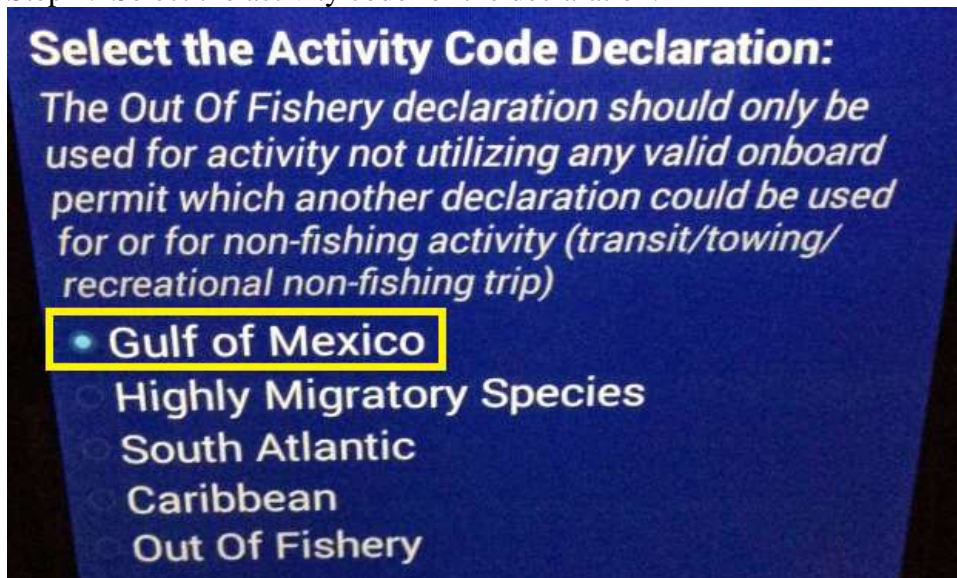 Select the Activity Code Declaration:
The Out Of Fishery declaration should only be
used for activity not utilizing any valid onboard
permit which another declaration could be used
for or for non-fishing activity (transit/towing/
recreational non-fishing trip)
Gulf of Mexico
Highly Migratory Species
South Atlantic
Caribbean
Out Of Fishery